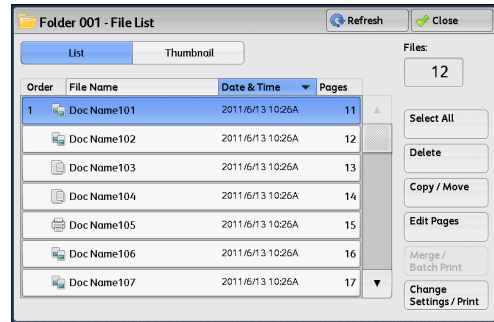 Folder 001 - File List
Refresh
Close
List
Thumbnail
Files:
12
Order File Name Date & Time Pages
1 Doc Name101 2011/6/13 10:26A 11
Doc Name102 2011/6/13 10:26A 12
Doc Name103 2011/6/13 10:26A 13
Doc Name104 2011/6/13 10:26A 14
Doc Name105 2011/6/13 10:26A 15
Doc Name106 2011/6/13 10:26A 16
Doc Name107 2011/6/13 10:26A 17
Select All
Delete
Copy / Move
Edit Pages
Merge /
Batch Print
Change
Settings / Print